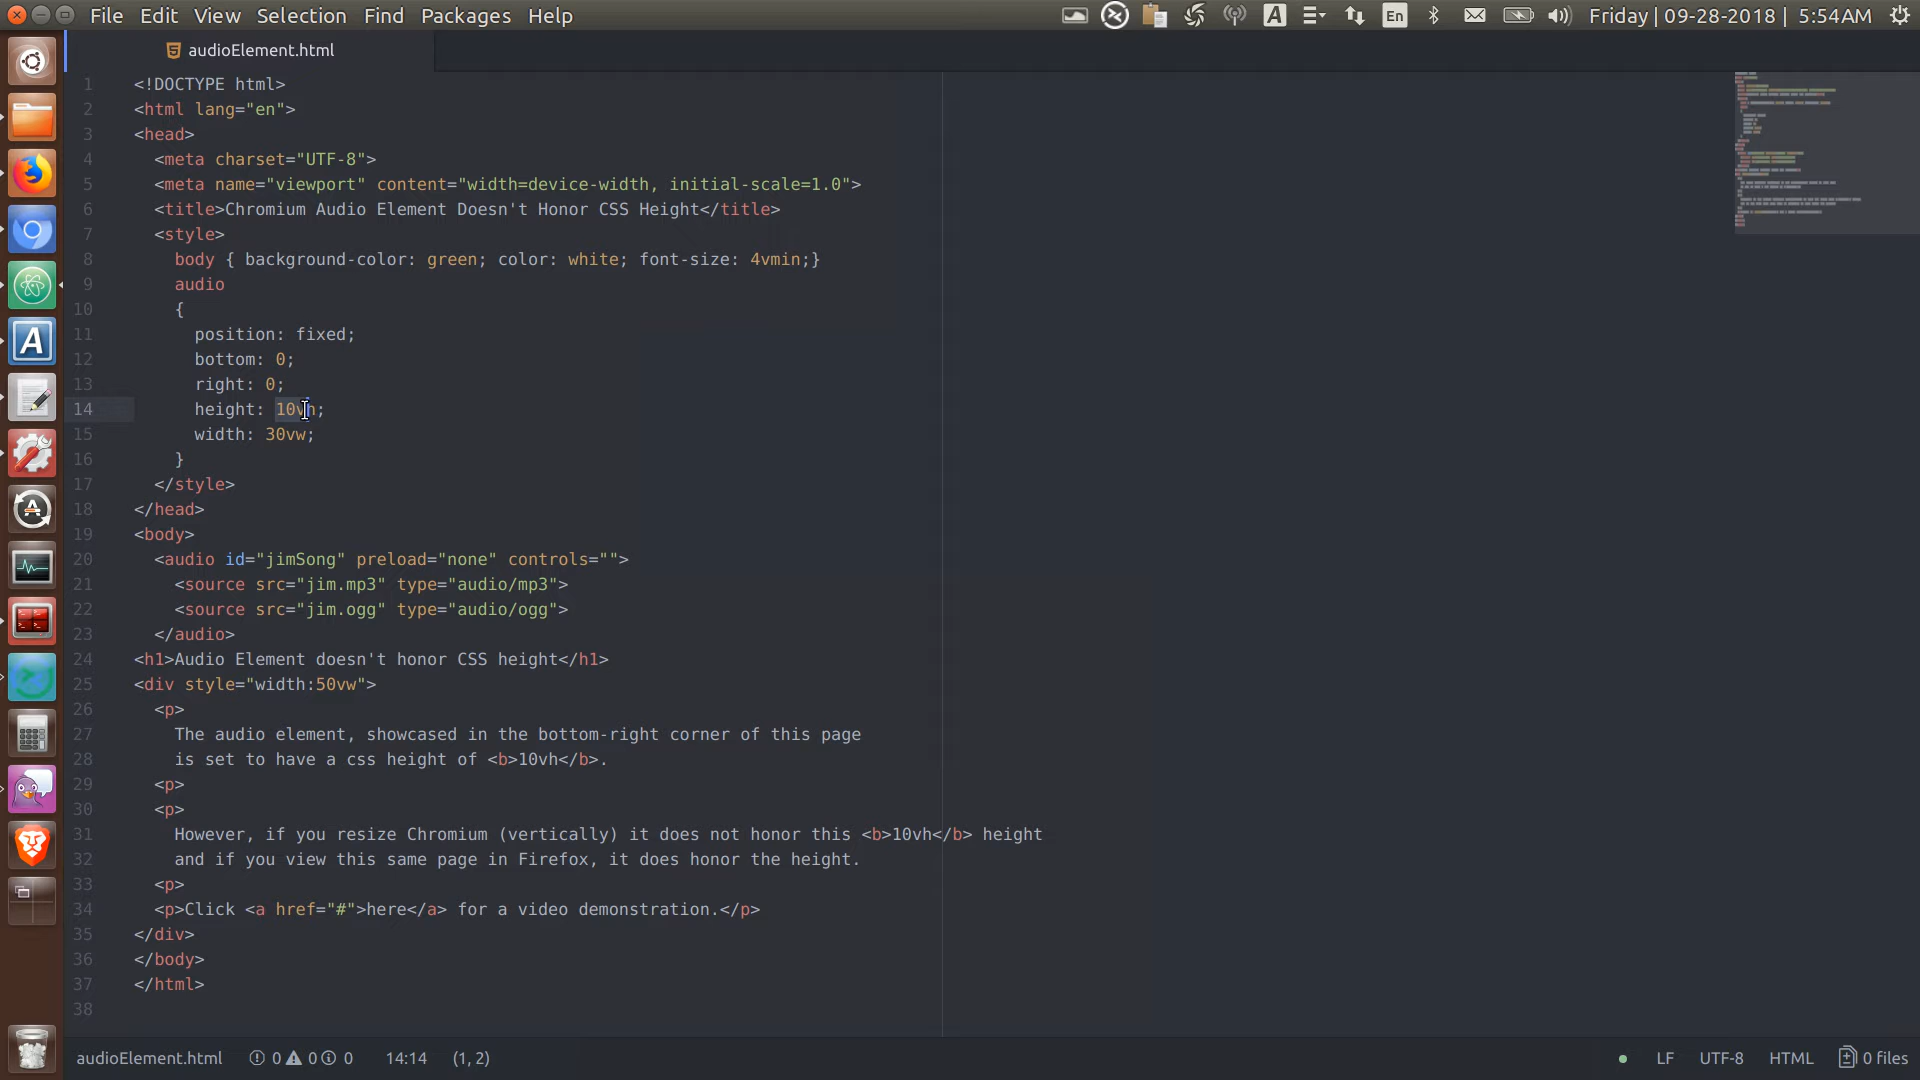 File Edit View Selection Find Packages Help
En Friday | 09-28-2018 | 5:54AM
audioElement.html
1 <!DOCTYPE html>
2 <html lang="en">
3 <head>
4 <meta charset="UTF-8">
5 <meta name="viewport" content="width=device-width, initial-scale=1.0">
6 <title>Chromium Audio Element Doesn't Honor CSS Height</title>
7 <style>
8 body { background-color: green; color: white; font-size: 4vmin;}
9 audio
10 {
11 position: fixed;
12 bottom: 0;
13 right: 0;
14 height: 10vh;
15 width: 30vw;
16 }
17 </style>
18 </head>
19 <body>
20 <audio id="jimSong" preload="none" controls="">
21 <source src="jim.mp3" type="audio/mp3">
22 <source src="jim.ogg" type="audio/ogg">
23 </audio>
24 <h1>Audio Element doesn't honor CSS height</h1>
25 <div style="width:50vw">
26 <p>
27 The audio element, showcased in the bottom-right corner of this page
28 is set to have a css height of <b>10vh</b>.
29 <p>
30 <p>
31 However, if you resize Chromium (vertically) it does not honor this <b>10vh</b> height
32 and if you view this same page in Firefox, it does honor the height.
33 <p>
34 <p>Click <a href="#">here</a> for a video demonstration.</p>
35 </div>
36 </body>
37 </html>
38
audioElement.html 0 0 0 14:14 (1, 2) LF UTF-8 HTML 0 files